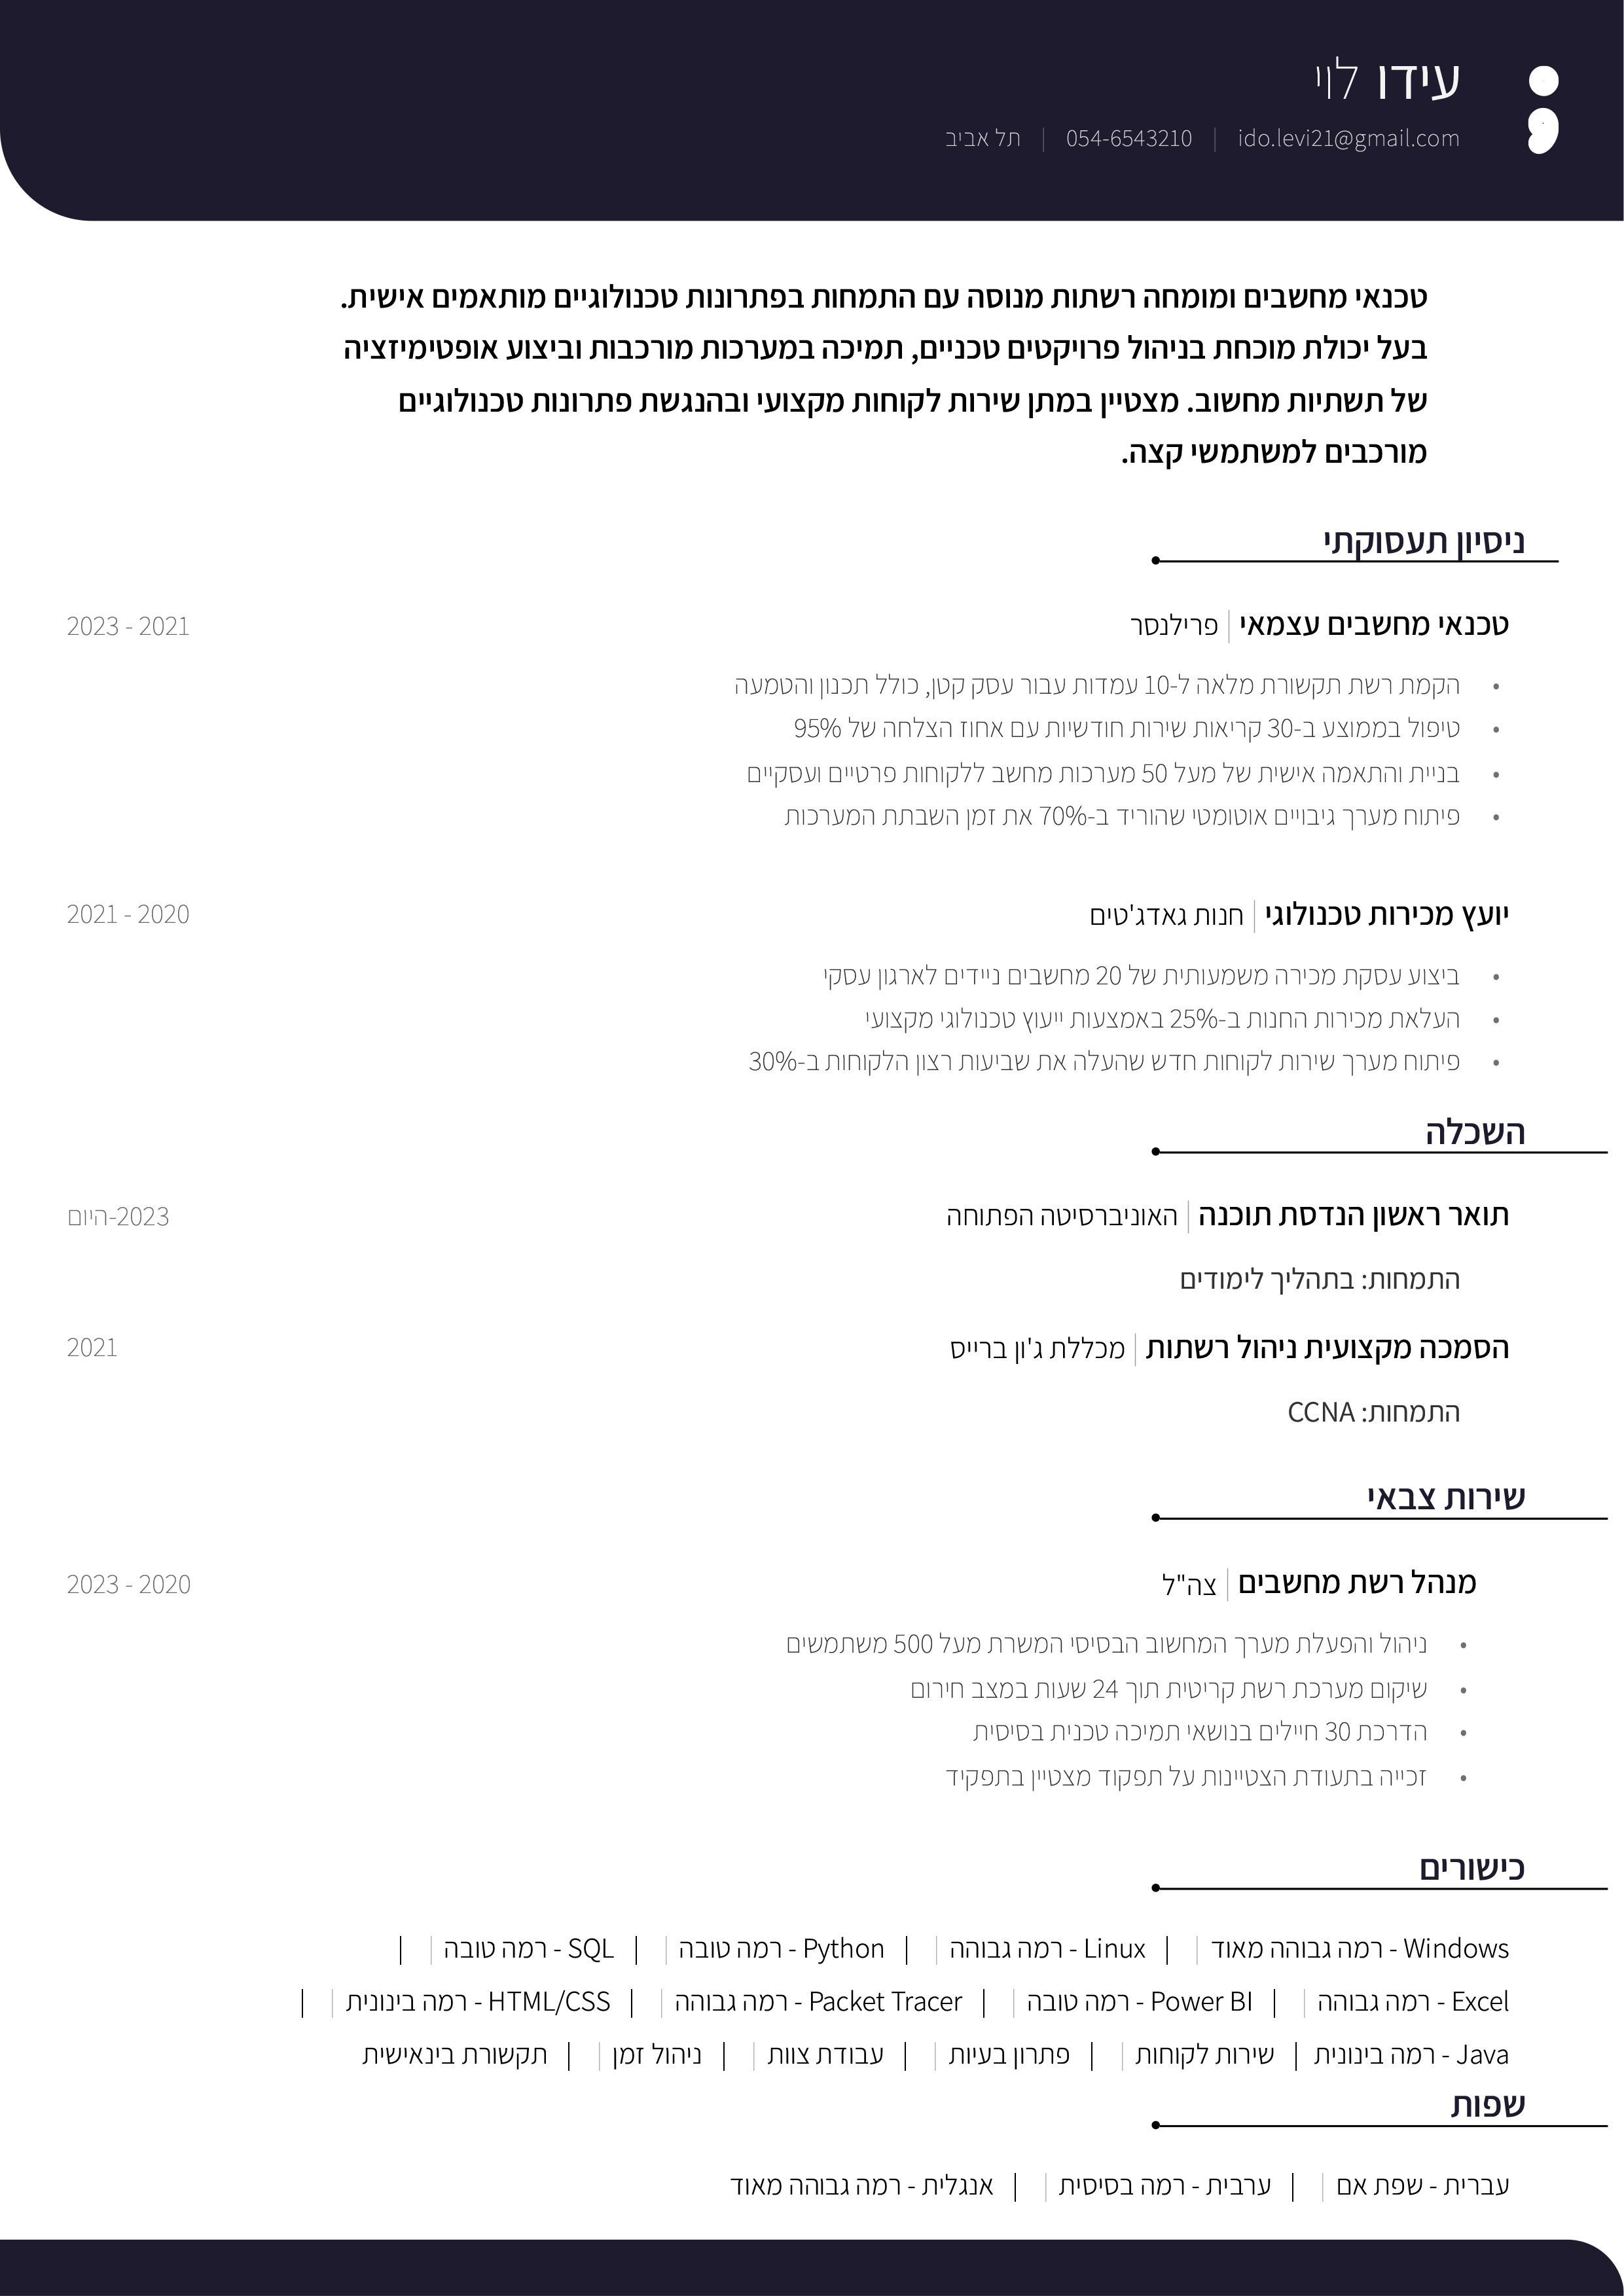 עידו לוי
ido.levi21@gmail.com | 054-6543210 | תל אביב
טכנאי מחשבים ומומחה רשתות מנוסה עם התמחות בפתרונות טכנולוגיים מותאמים אישית.
בעל יכולת מוכחת בניהול פרויקטים טכניים, תמיכה במערכות מורכבות וביצוע אופטימיזציה
של תשתיות מחשוב. מצטיין במתן שירות לקוחות מקצועי ובהנגשת פתרונות טכנולוגיים
מורכבים למשתמשי קצה.
ניסיון תעסוקתי
טכנאי מחשבים עצמאי | פרילנסר 2021 - 2023
• הקמת רשת תקשורת מלאה ל-10 עמדות עבור עסק קטן, כולל תכנון והטמעה
• טיפול בממוצע ב-30 קריאות שירות חודשיות עם אחוז הצלחה של 95%
• בניית והתאמה אישית של מעל 50 מערכות מחשב ללקוחות פרטיים ועסקיים
• פיתוח מערך גיבויים אוטומטי שהוריד ב-70% את זמן השבתת המערכות
יועץ מכירות טכנולוגי | חנות גאדג'טים 2020 - 2021
• ביצוע עסקת מכירה משמעותית של 20 מחשבים ניידים לארגון עסקי
• העלאת מכירות החנות ב-25% באמצעות ייעוץ טכנולוגי מקצועי
• פיתוח מערך שירות לקוחות חדש שהעלה את שביעות רצון הלקוחות ב-30%
השכלה
תואר ראשון הנדסת תוכנה | האוניברסיטה הפתוחה 2023-היום
התמחות: בתהליך לימודים
הסמכה מקצועית ניהול רשתות | מכללת ג'ון ברייס 2021
התמחות: CCNA
שירות צבאי
מנהל רשת מחשבים | צה"ל 2020 - 2023
• ניהול והפעלת מערך המחשוב הבסיסי המשרת מעל 500 משתמשים
• שיקום מערכת רשת קריטית תוך 24 שעות במצב חירום
• הדרכת 30 חיילים בנושאי תמיכה טכנית בסיסית
• זכייה בתעודת הצטיינות על תפקוד מצטיין בתפקיד
כישורים
Windows - רמה גבוהה מאוד | Linux - רמה גבוהה | Python - רמה טובה | SQL - רמה טובה |
Excel - רמה גבוהה | Power BI - רמה טובה | Packet Tracer - רמה גבוהה | HTML/CSS - רמה בינונית |
Java - רמה בינונית | שירות לקוחות | פתרון בעיות | עבודת צוות | ניהול זמן | תקשורת בינאישית
שפות
עברית - שפת אם | ערבית - רמה בסיסית | אנגלית - רמה גבוהה מאוד